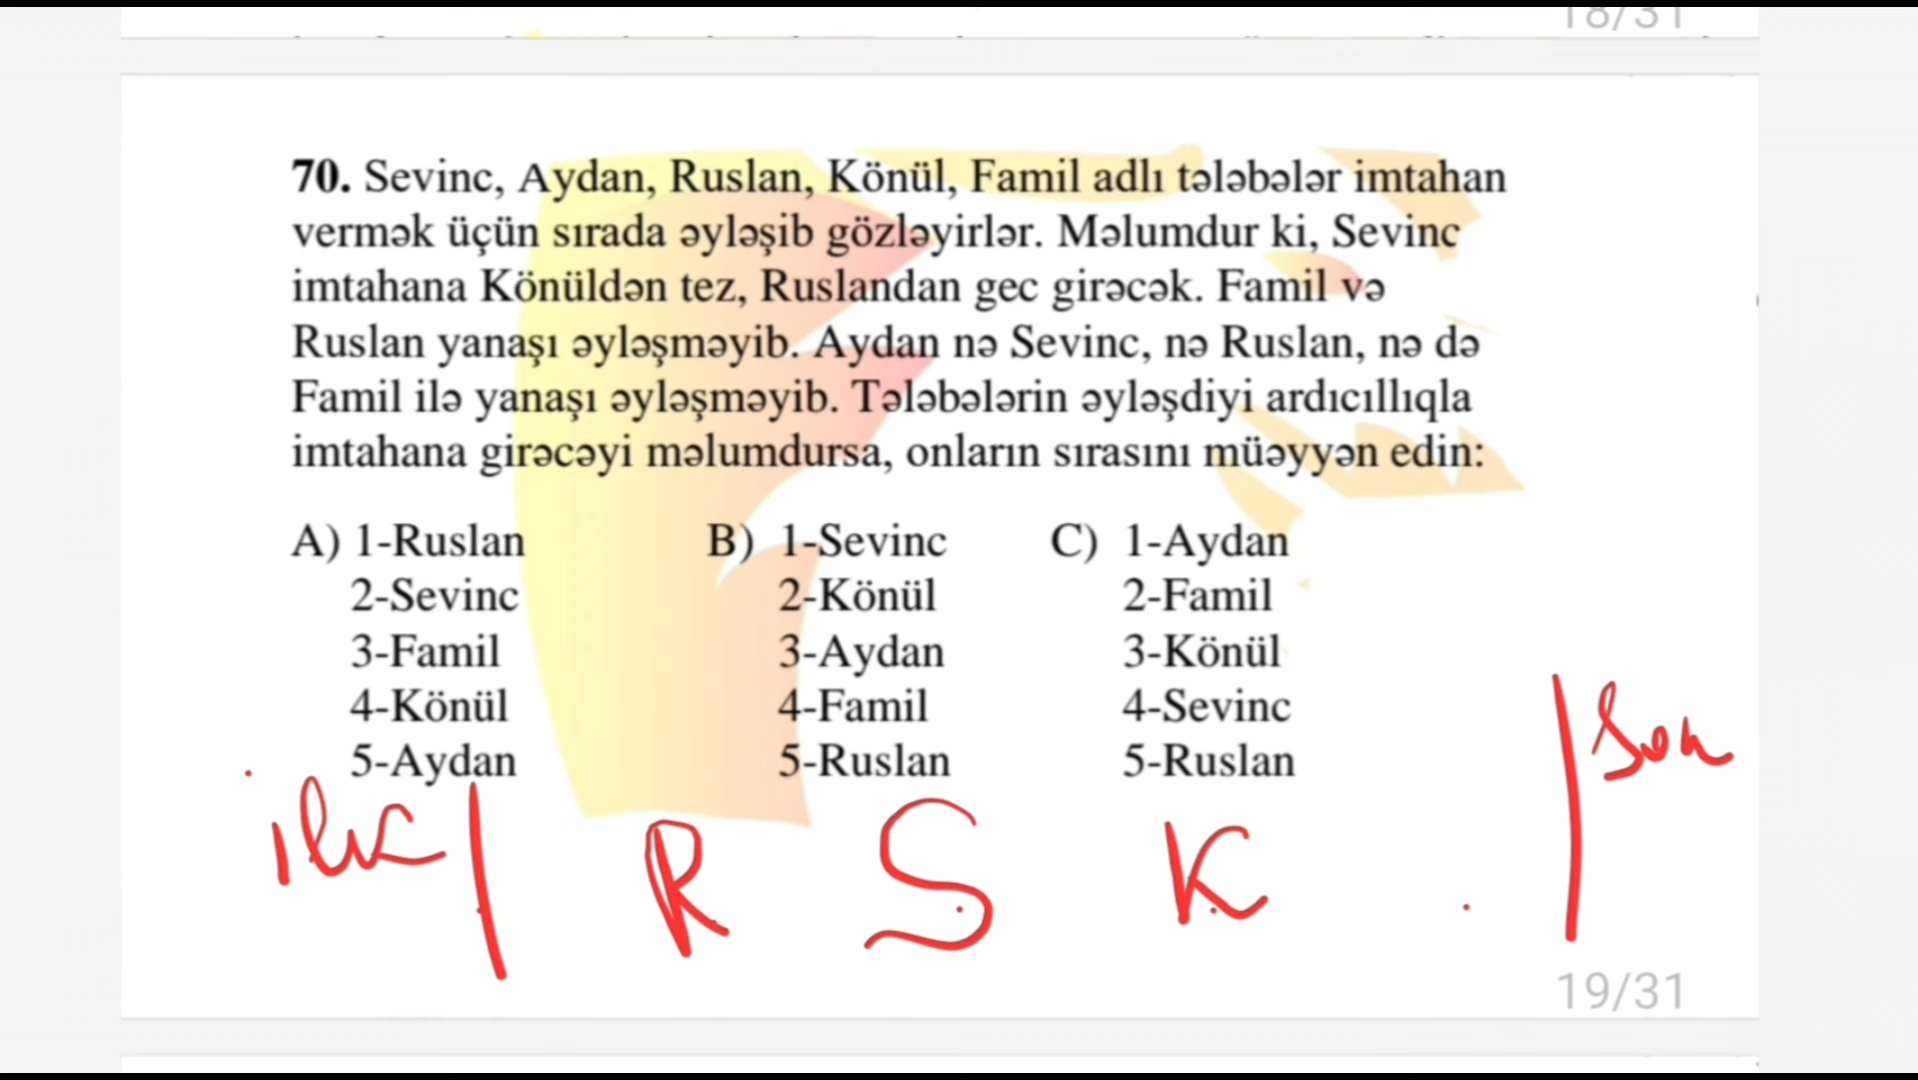 18/31
70. Sevinc, Aydan, Ruslan, Könül, Famil adlı tələbələr imtahan
vermək üçün sırada əyləşib gözləyirlər. Məlumdur ki, Sevinc
imtahana Könüldən tez, Ruslandan gec girəcək. Famil və
Ruslan yanaşı əyləşməyib. Aydan nə Sevinc, nə Ruslan, nə də
Famil ilə yanaşı əyləşməyib. Tələbələrin əyləşdiyi ardıcıllıqla
imtahana girəcəyi məlumdursa, onların sırasını müəyyən edin:
A) 1-Ruslan
2-Sevinc
3-Famil
4-Könül
5-Aydan
B) 1-Sevinc
2-Könül
3-Aydan
4-Famil
5-Ruslan
C) 1-Aydan
2-Famil
3-Könül
4-Sevinc
5-Ruslan
Son
R S K
19/31